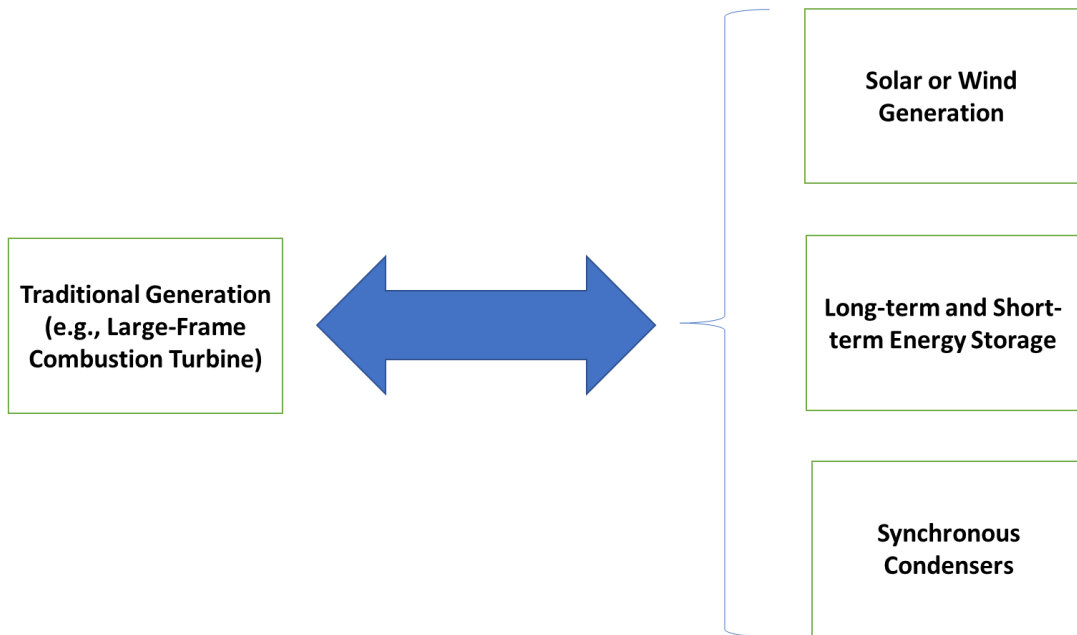 Solar or Wind
Generation
Traditional Generation
(e.g., Large-Frame
Combustion Turbine)
Long-term and Short-
term Energy Storage
Synchronous
Condensers